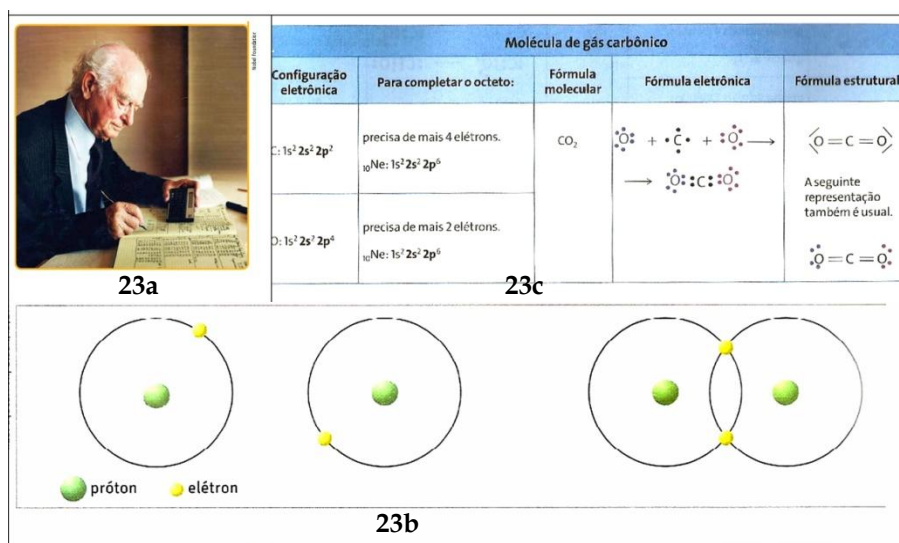 Nobel Foundation
Molécula de gás carbônico
Configuração eletrônica
Para completar o octeto:
Fórmula molecular
Fórmula eletrônica
Fórmula estrutural
C: 1s² 2s² 2p²
precisa de mais 4 elétrons.
₁₀Ne: 1s² 2s² 2p⁶
CO₂
O + C + O →
→ O C O
O = C = O
A seguinte
representação
também é usual.
O = C = O
O: 1s² 2s² 2p⁴
precisa de mais 2 elétrons.
₁₀Ne: 1s² 2s² 2p⁶
23a
23c
próton
elétron
23b